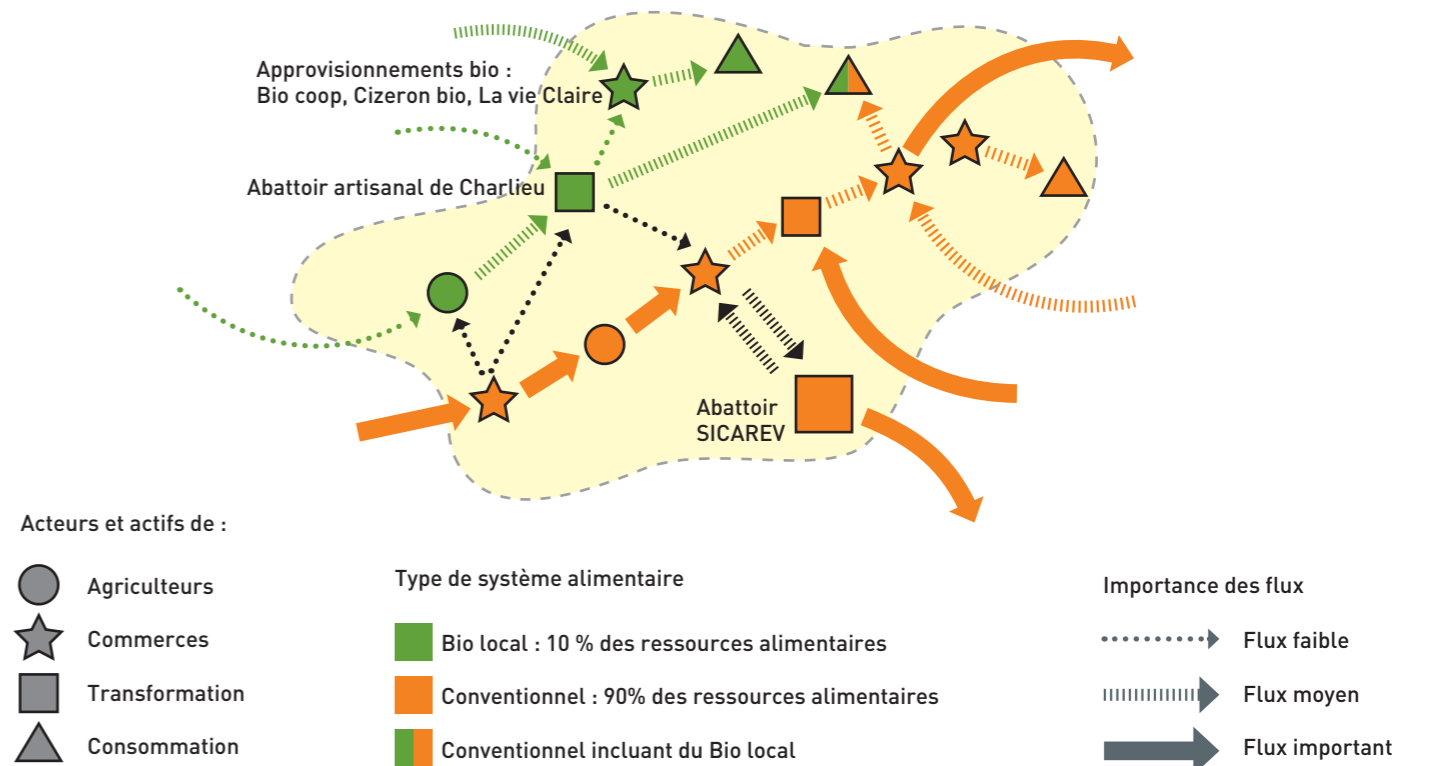 Approvisionnements bio :
Bio coop, Cizeron bio, La vie Claire
Abattoir artisanal de Charlieu
Abattoir
SICAREV
Acteurs et actifs de :
Agriculteurs
Commerces
Transformation
Consommation
Type de système alimentaire
Bio local : 10 % des ressources alimentaires
Conventionnel : 90% des ressources alimentaires
Conventionnel incluant du Bio local
Importance des flux
Flux faible
Flux moyen
Flux important